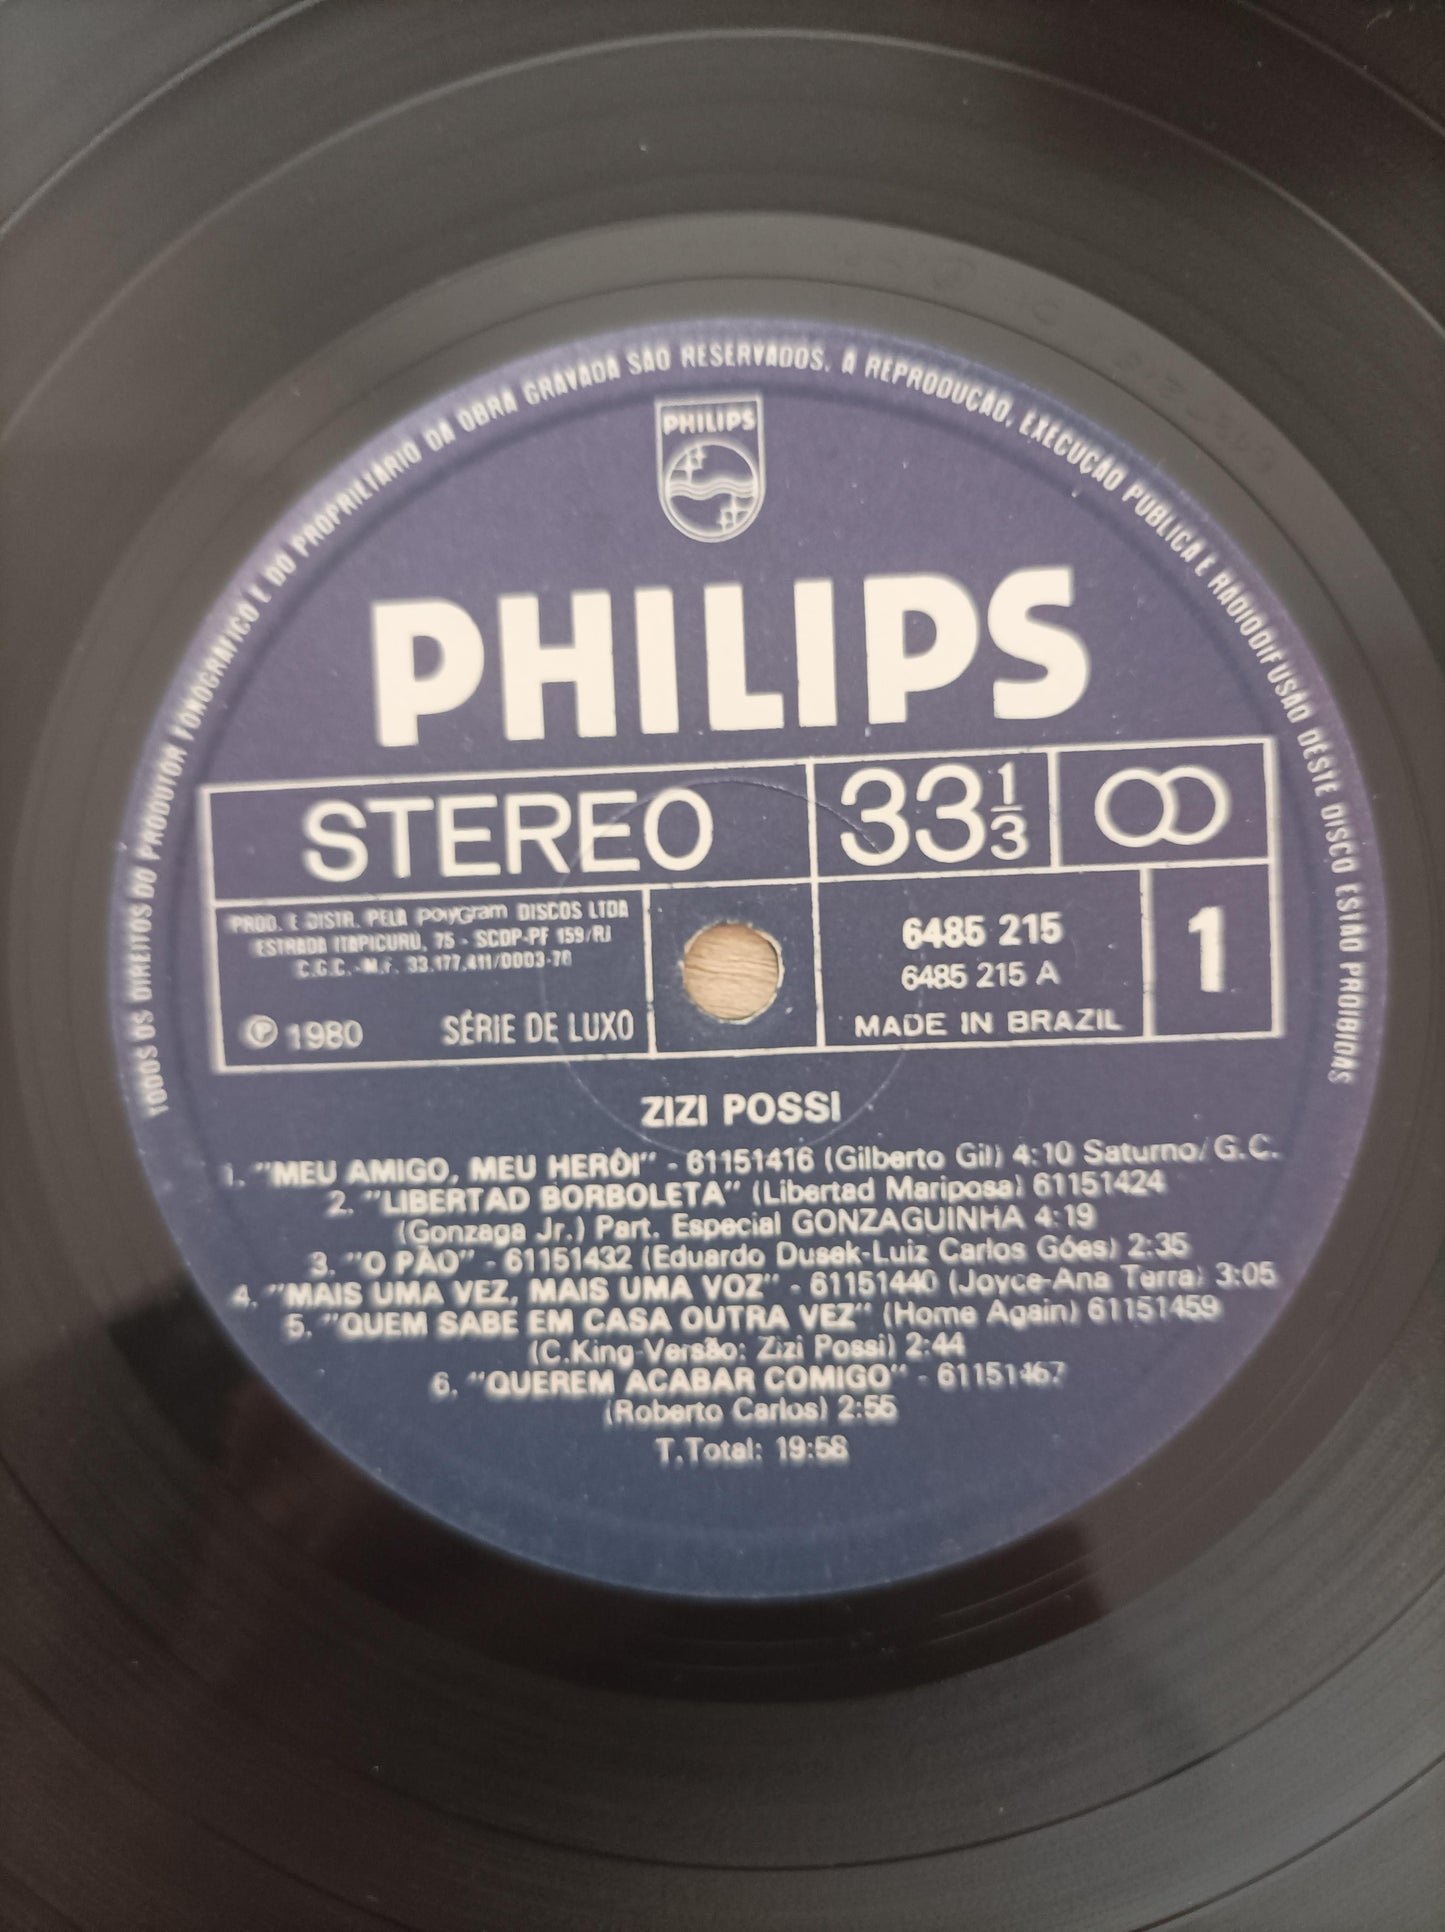 TODOS OS DIREITOS DO PRODUTOR FONOGRÁFICO E DO PROPRIETÁRIO DA OBRA GRAVADA SÃO RESERVADOS. A REPRODUÇÃO, EXECUÇÃO PÚBLICA E RADIODIFUSÃO DESTE DISCO ESTÃO PROIBIDAS
PHILIPS
PHILIPS
STEREO
33 1/3
PROD. E DISTR. PELA polyGram DISCOS LTDA
ESTRADA ITAPICURU, 75 - SCDP-PF 159/RJ
C.G.C.-M.F. 33.177.411/0003-70
℗ 1980 SÉRIE DE LUXO
6485 215
6485 215 A
MADE IN BRAZIL
1
ZIZI POSSI
1. "MEU AMIGO, MEU HERÓI" - 61151416 (Gilberto Gil) 4:10 Saturno/G.C.
2. "LIBERTAD BORBOLETA" (Libertad Mariposa) 61151424
(Gonzaga Jr.) Part. Especial GONZAGUINHA 4:19
3. "O PÃO" - 61151432 (Eduardo Dusek-Luiz Carlos Góes) 2:35
4. "MAIS UMA VEZ, MAIS UMA VOZ" - 61151440 (Joyce-Ana Terra) 3:05
5. "QUEM SABE EM CASA OUTRA VEZ" (Home Again) 61151459
(C.King-Versão: Zizi Possi) 2:44
6. "QUEREM ACABAR COMIGO" - 61151467
(Roberto Carlos) 2:55
T.Total: 19:58